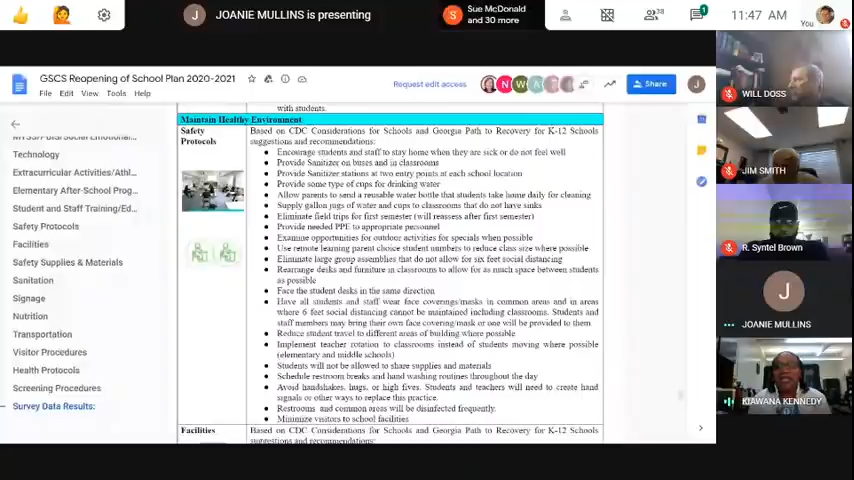 JOANIE MULLINS is presenting
Sue McDonald
and 30 more
38
1
11:47 AM
You
GSCS Reopening of School Plan 2020-2021
File Edit View Tools Help
Request edit access
Share
Technology
Extracurricular Activities/Athl...
Elementary After-School Prog...
Student and Staff Training/Ed...
Safety Protocols
Facilities
Safety Supplies & Materials
Sanitation
Signage
Nutrition
Transportation
Visitor Procedures
Health Protocols
Screening Procedures
Survey Data Results:
with students.
Maintain Healthy Environment
Safety Protocols
Based on CDC Considerations for Schools and Georgia Path to Recovery for K-12 Schools
suggestions and recommendations:
● Encourage students and staff to stay home when they are sick or do not feel well
● Provide Sanitizer on buses and in classrooms
● Provide Sanitizer stations at two entry points at each school location
● Provide some type of cups for drinking water
● Allow parents to send a reusable water bottle that students take home daily for cleaning
● Supply gallon jugs of water and cups to classrooms that do not have sinks
● Eliminate field trips for first semester (will reassess after first semester)
● Provide needed PPE to appropriate personnel
● Examine opportunities for outdoor activities for specials when possible
● Use remote learning parent choice student numbers to reduce class size where possible
● Eliminate large group assemblies that do not allow for six feet social distancing
● Rearrange desks and furniture in classrooms to allow for as much space between students
as possible
● Face the student desks in the same direction
● Have all students and staff wear face coverings/masks in common areas and in areas
where 6 feet social distancing cannot be maintained including classrooms. Students and
staff members may bring their own face covering/mask or one will be provided to them
● Reduce student travel to different areas of building where possible
● Implement teacher rotation to classrooms instead of students moving where possible
(elementary and middle schools)
● Students will not be allowed to share supplies and materials
● Schedule restroom breaks and hand washing routines throughout the day
● Avoid handshakes, hugs, or high fives. Students and teachers will need to create hand
signals or other ways to replace this practice.
● Restrooms and common areas will be disinfected frequently.
● Minimize visitors to school facilities
Facilities
Based on CDC Considerations for Schools and Georgia Path to Recovery for K-12 Schools
suggestions and recommendations:
WILL DOSS
JIM SMITH
R. Syntel Brown
JOANIE MULLINS
KIAWANA KENNEDY